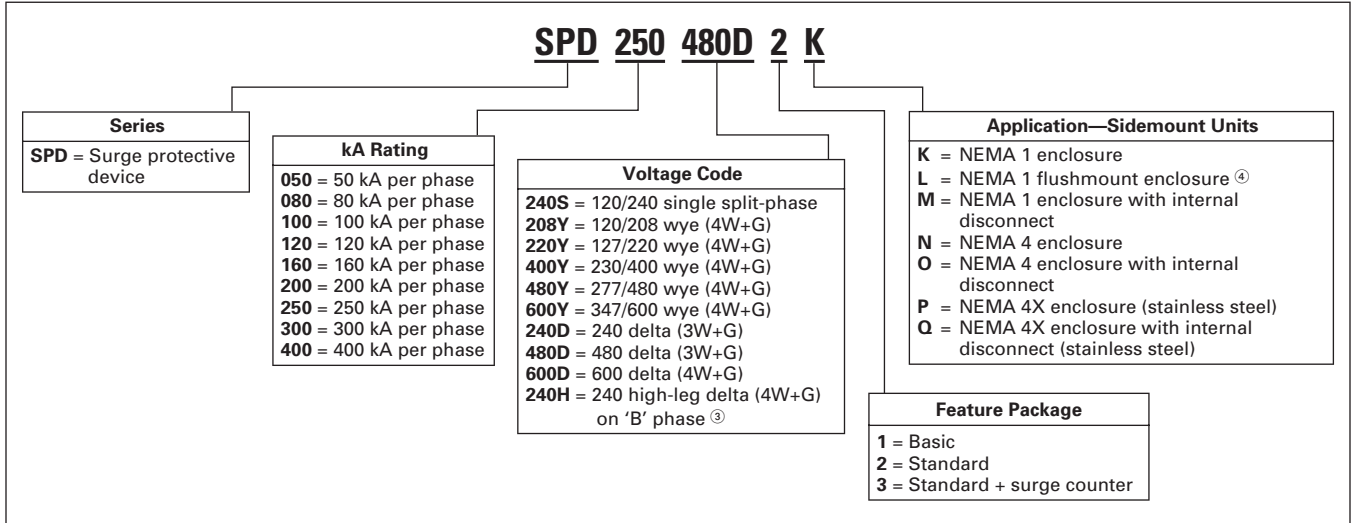 SPD 250 480D 2 K
Series
SPD = Surge protective
device
kA Rating
050 = 50 kA per phase
080 = 80 kA per phase
100 = 100 kA per phase
120 = 120 kA per phase
160 = 160 kA per phase
200 = 200 kA per phase
250 = 250 kA per phase
300 = 300 kA per phase
400 = 400 kA per phase
Voltage Code
240S = 120/240 single split-phase
208Y = 120/208 wye (4W+G)
220Y = 127/220 wye (4W+G)
400Y = 230/400 wye (4W+G)
480Y = 277/480 wye (4W+G)
600Y = 347/600 wye (4W+G)
240D = 240 delta (3W+G)
480D = 480 delta (3W+G)
600D = 600 delta (4W+G)
240H = 240 high-leg delta (4W+G)
on ‘B’ phase ③
Application—Sidemount Units
K = NEMA 1 enclosure
L = NEMA 1 flushmount enclosure ④
M = NEMA 1 enclosure with internal
disconnect
N = NEMA 4 enclosure
O = NEMA 4 enclosure with internal
disconnect
P = NEMA 4X enclosure (stainless steel)
Q = NEMA 4X enclosure with internal
disconnect (stainless steel)
Feature Package
1 = Basic
2 = Standard
3 = Standard + surge counter